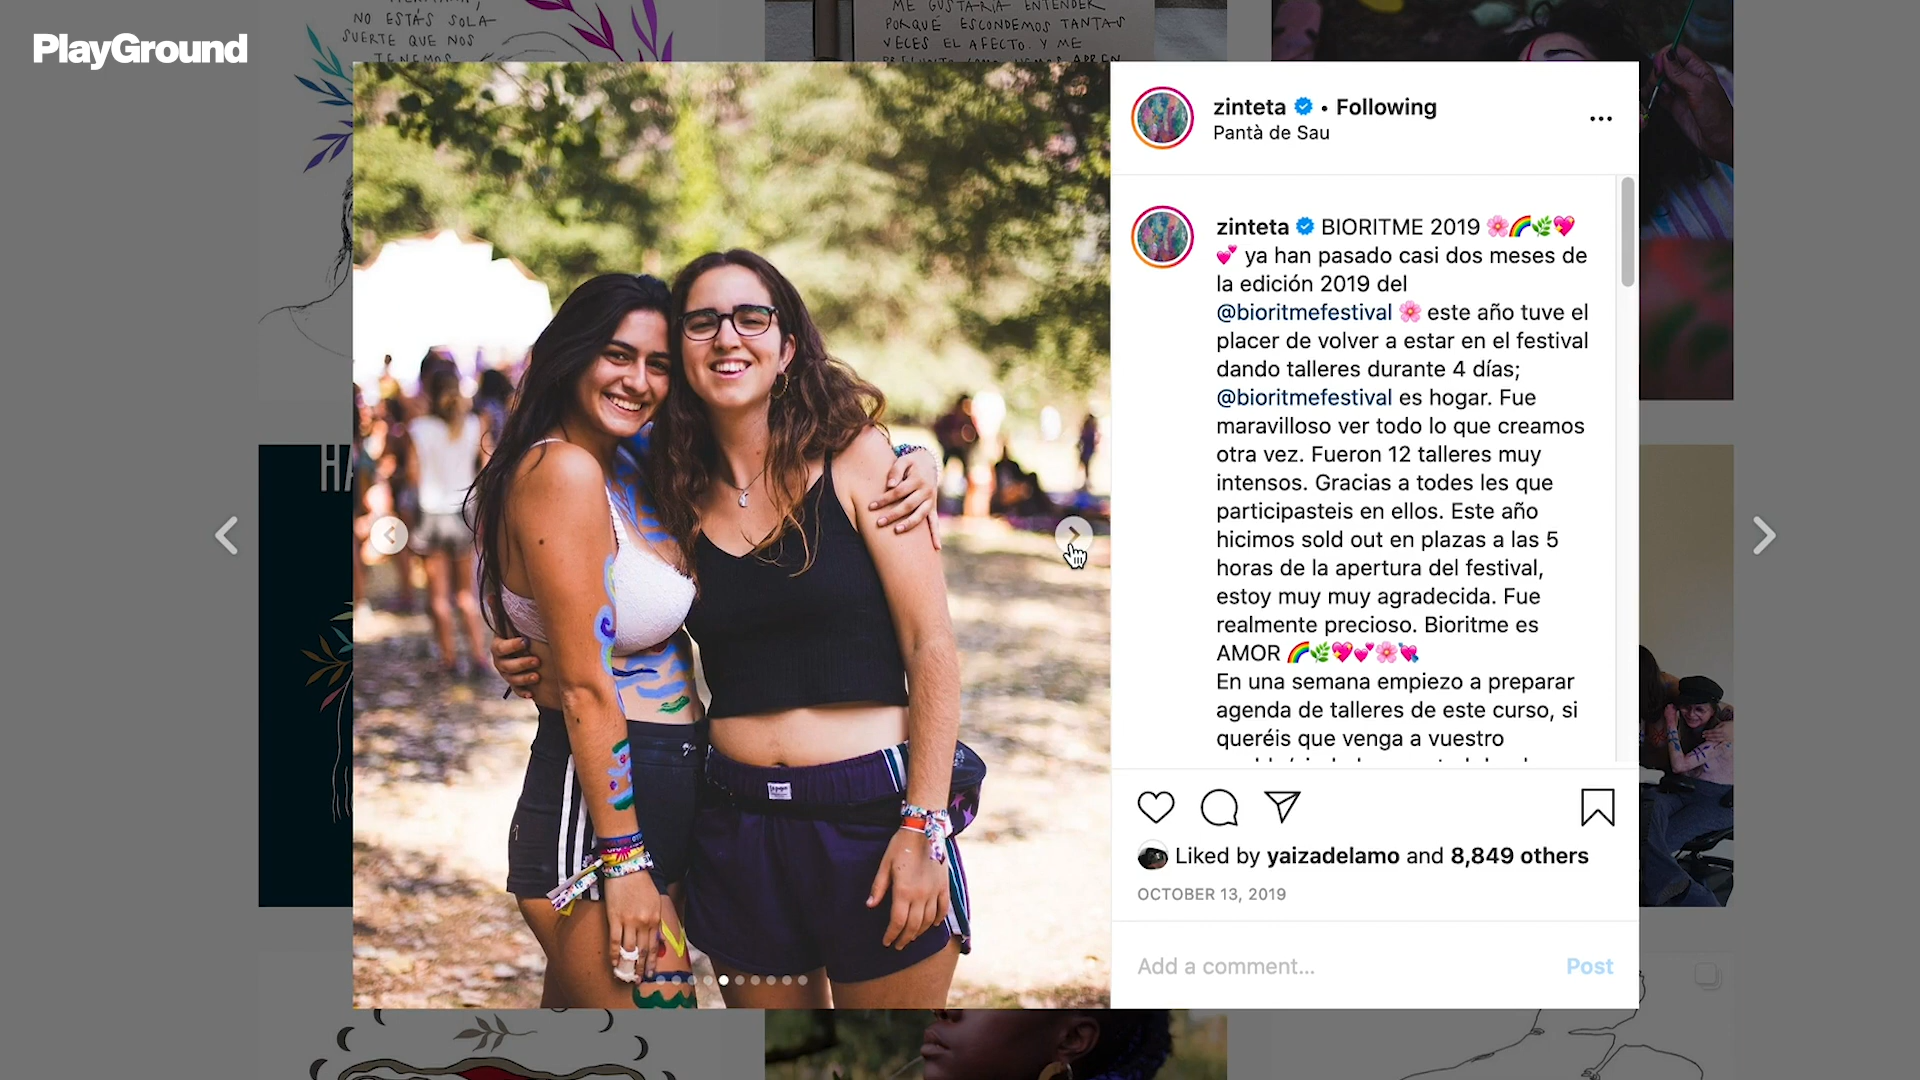 PlayGround
NO ESTÁS SOLA
SUERTE QUE NOS
TENEMOS
ME GUSTARÍA ENTENDER
PORQUÉ ESCONDEMOS TANTAS
VECES EL AFECTO. Y ME
HA
zinteta • Following
Pantà de Sau
zinteta BIORITME 2019 🌸🌈🌿💖
💕 ya han pasado casi dos meses de
la edición 2019 del
@bioritmefestival 🌸 este año tuve el
placer de volver a estar en el festival
dando talleres durante 4 días;
@bioritmefestival es hogar. Fue
maravilloso ver todo lo que creamos
otra vez. Fueron 12 talleres muy
intensos. Gracias a todes les que
participasteis en ellos. Este año
hicimos sold out en plazas a las 5
horas de la apertura del festival,
estoy muy muy agradecida. Fue
realmente precioso. Bioritme es
AMOR 🌈🌿💖💕🌸💘
En una semana empiezo a preparar
agenda de talleres de este curso, si
queréis que venga a vuestro
Liked by yaizadelamo and 8,849 others
OCTOBER 13, 2019
Add a comment...
Post